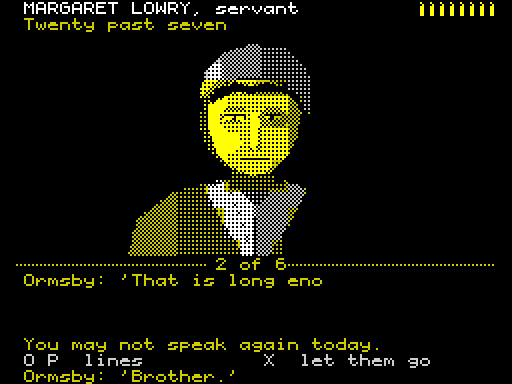 MARGARET LOWRY, servant
Twenty past seven
2 of 6
Ormsby: 'That is long eno
You may not speak again today.
O P  lines          X  let them go
Ormsby: 'Brother.'